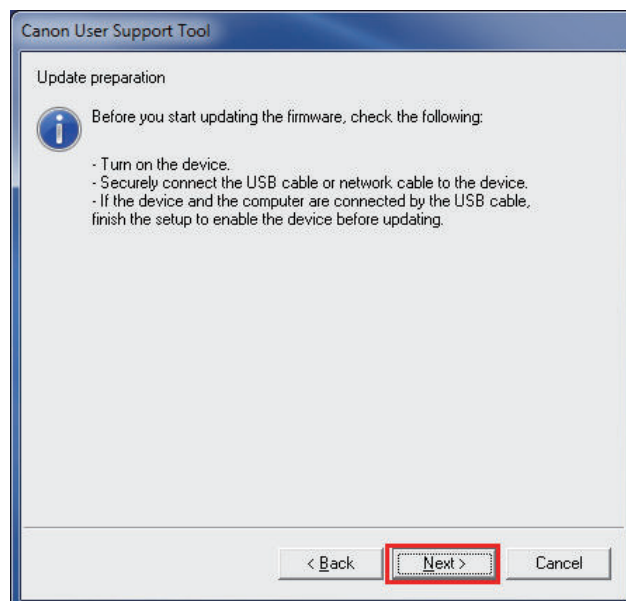 Canon User Support Tool
Update preparation
Before you start updating the firmware, check the following:
- Turn on the device.
- Securely connect the USB cable or network cable to the device.
- If the device and the computer are connected by the USB cable,
finish the setup to enable the device before updating.
< Back Next > Cancel